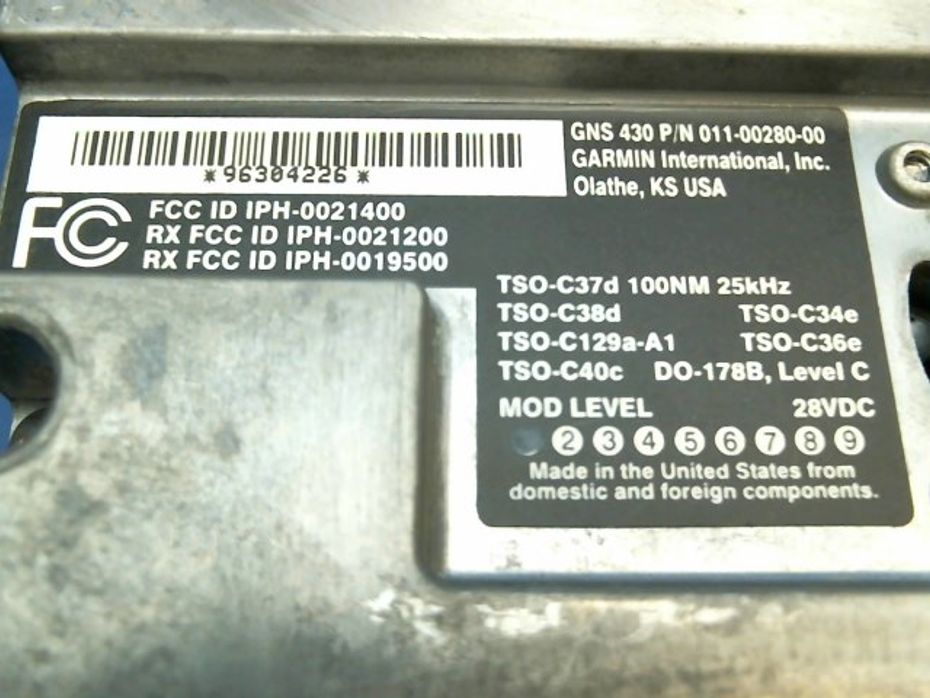 GNS 430 P/N 011-00280-00
GARMIN International, Inc.
Olathe, KS USA
*96304226*
FC
FCC ID IPH-0021400
RX FCC ID IPH-0021200
RX FCC ID IPH-0019500
TSO-C37d 100NM 25kHz
TSO-C38d TSO-C34e
TSO-C129a-A1 TSO-C36e
TSO-C40c DO-178B, Level C
MOD LEVEL 28VDC
2 3 4 5 6 7 8 9
Made in the United States from
domestic and foreign components.